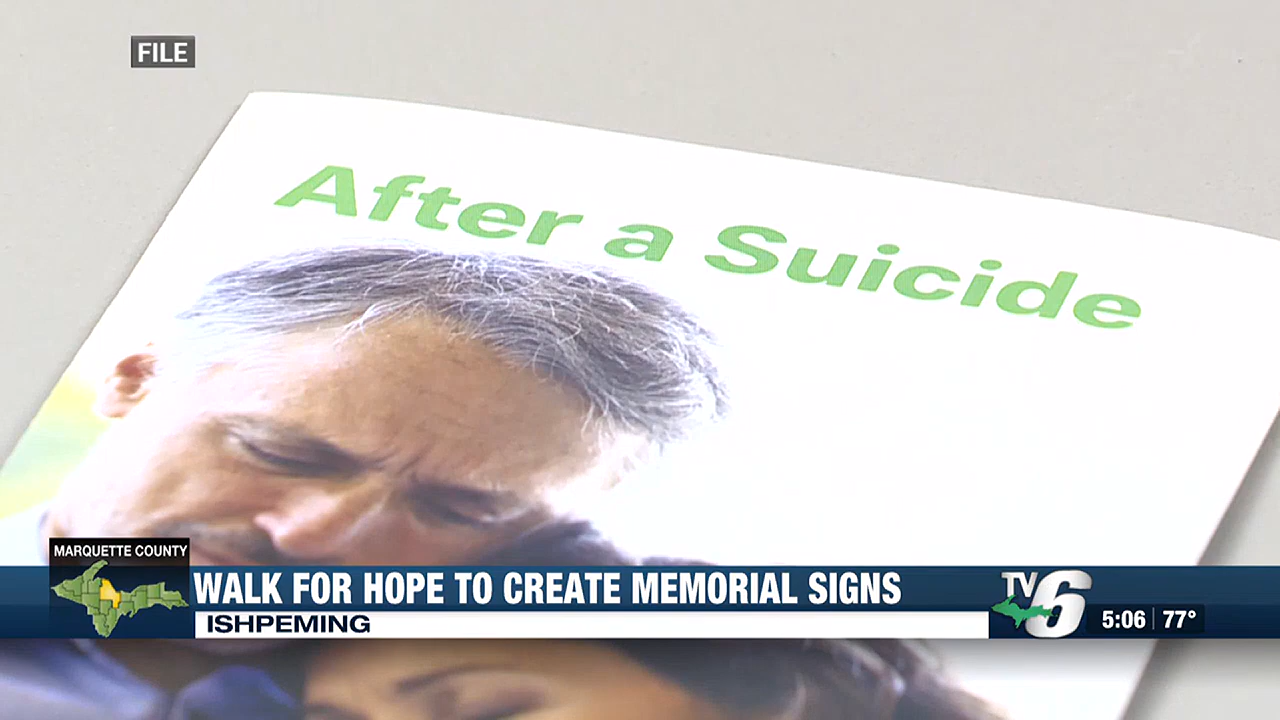 FILE
After a Suicide
MARQUETTE COUNTY
WALK FOR HOPE TO CREATE MEMORIAL SIGNS
ISHPEMING
TV6
5:06 77°